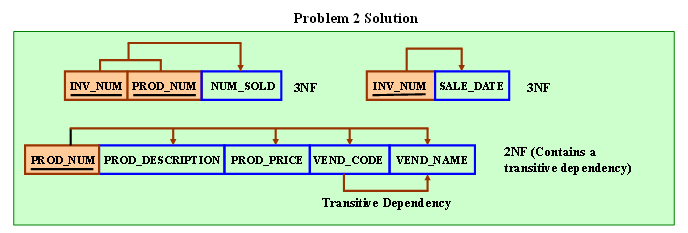 Problem 2 Solution
INV_NUM PROD_NUM NUM_SOLD 3NF
INV_NUM SALE_DATE 3NF
PROD_NUM PROD_DESCRIPTION PROD_PRICE VEND_CODE VEND_NAME
2NF (Contains a
transitive dependency)
Transitive Dependency